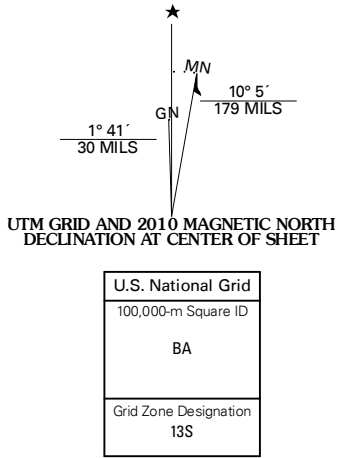 MN
GN
10° 5´
179 MILS
1° 41´
30 MILS
UTM GRID AND 2010 MAGNETIC NORTH
DECLINATION AT CENTER OF SHEET
U.S. National Grid
100,000-m Square ID
BA
Grid Zone Designation
13S